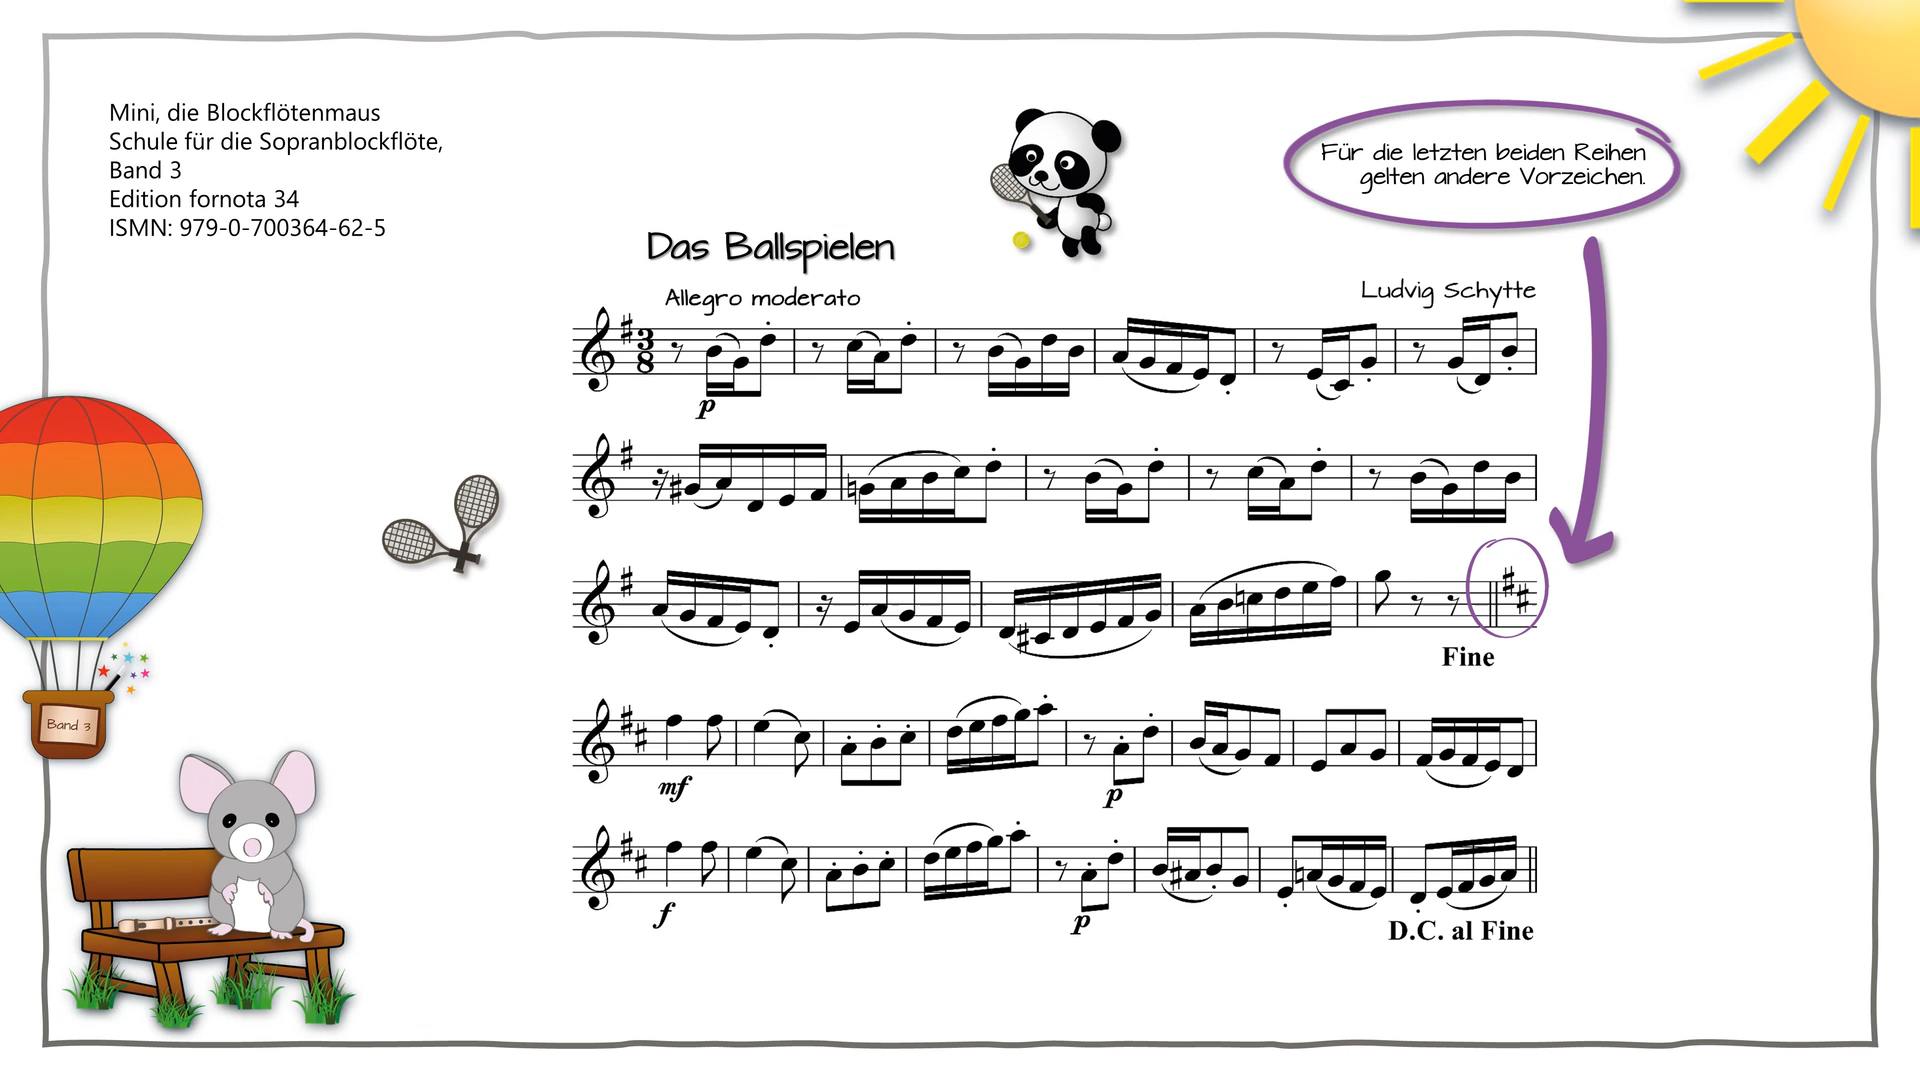 Mini, die Blockflötenmaus
Schule für die Sopranblockflöte,
Band 3
Edition fornota 34
ISMN: 979-0-700364-62-5
Für die letzten beiden Reihen
gelten andere Vorzeichen.
Das Ballspielen
Allegro moderato
Ludvig Schytte
3
8
p
Fine
Band 3
mf
p
f
p
D.C. al Fine